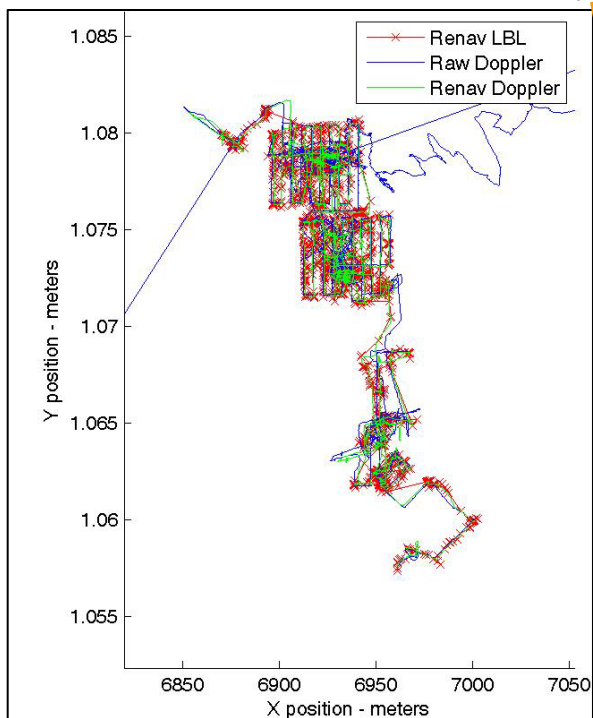 1.085
1.08
1.075
1.07
1.065
1.06
1.055
Y position - meters
Renav LBL
Raw Doppler
Renav Doppler
6850
6900
6950
7000
7050
X position - meters